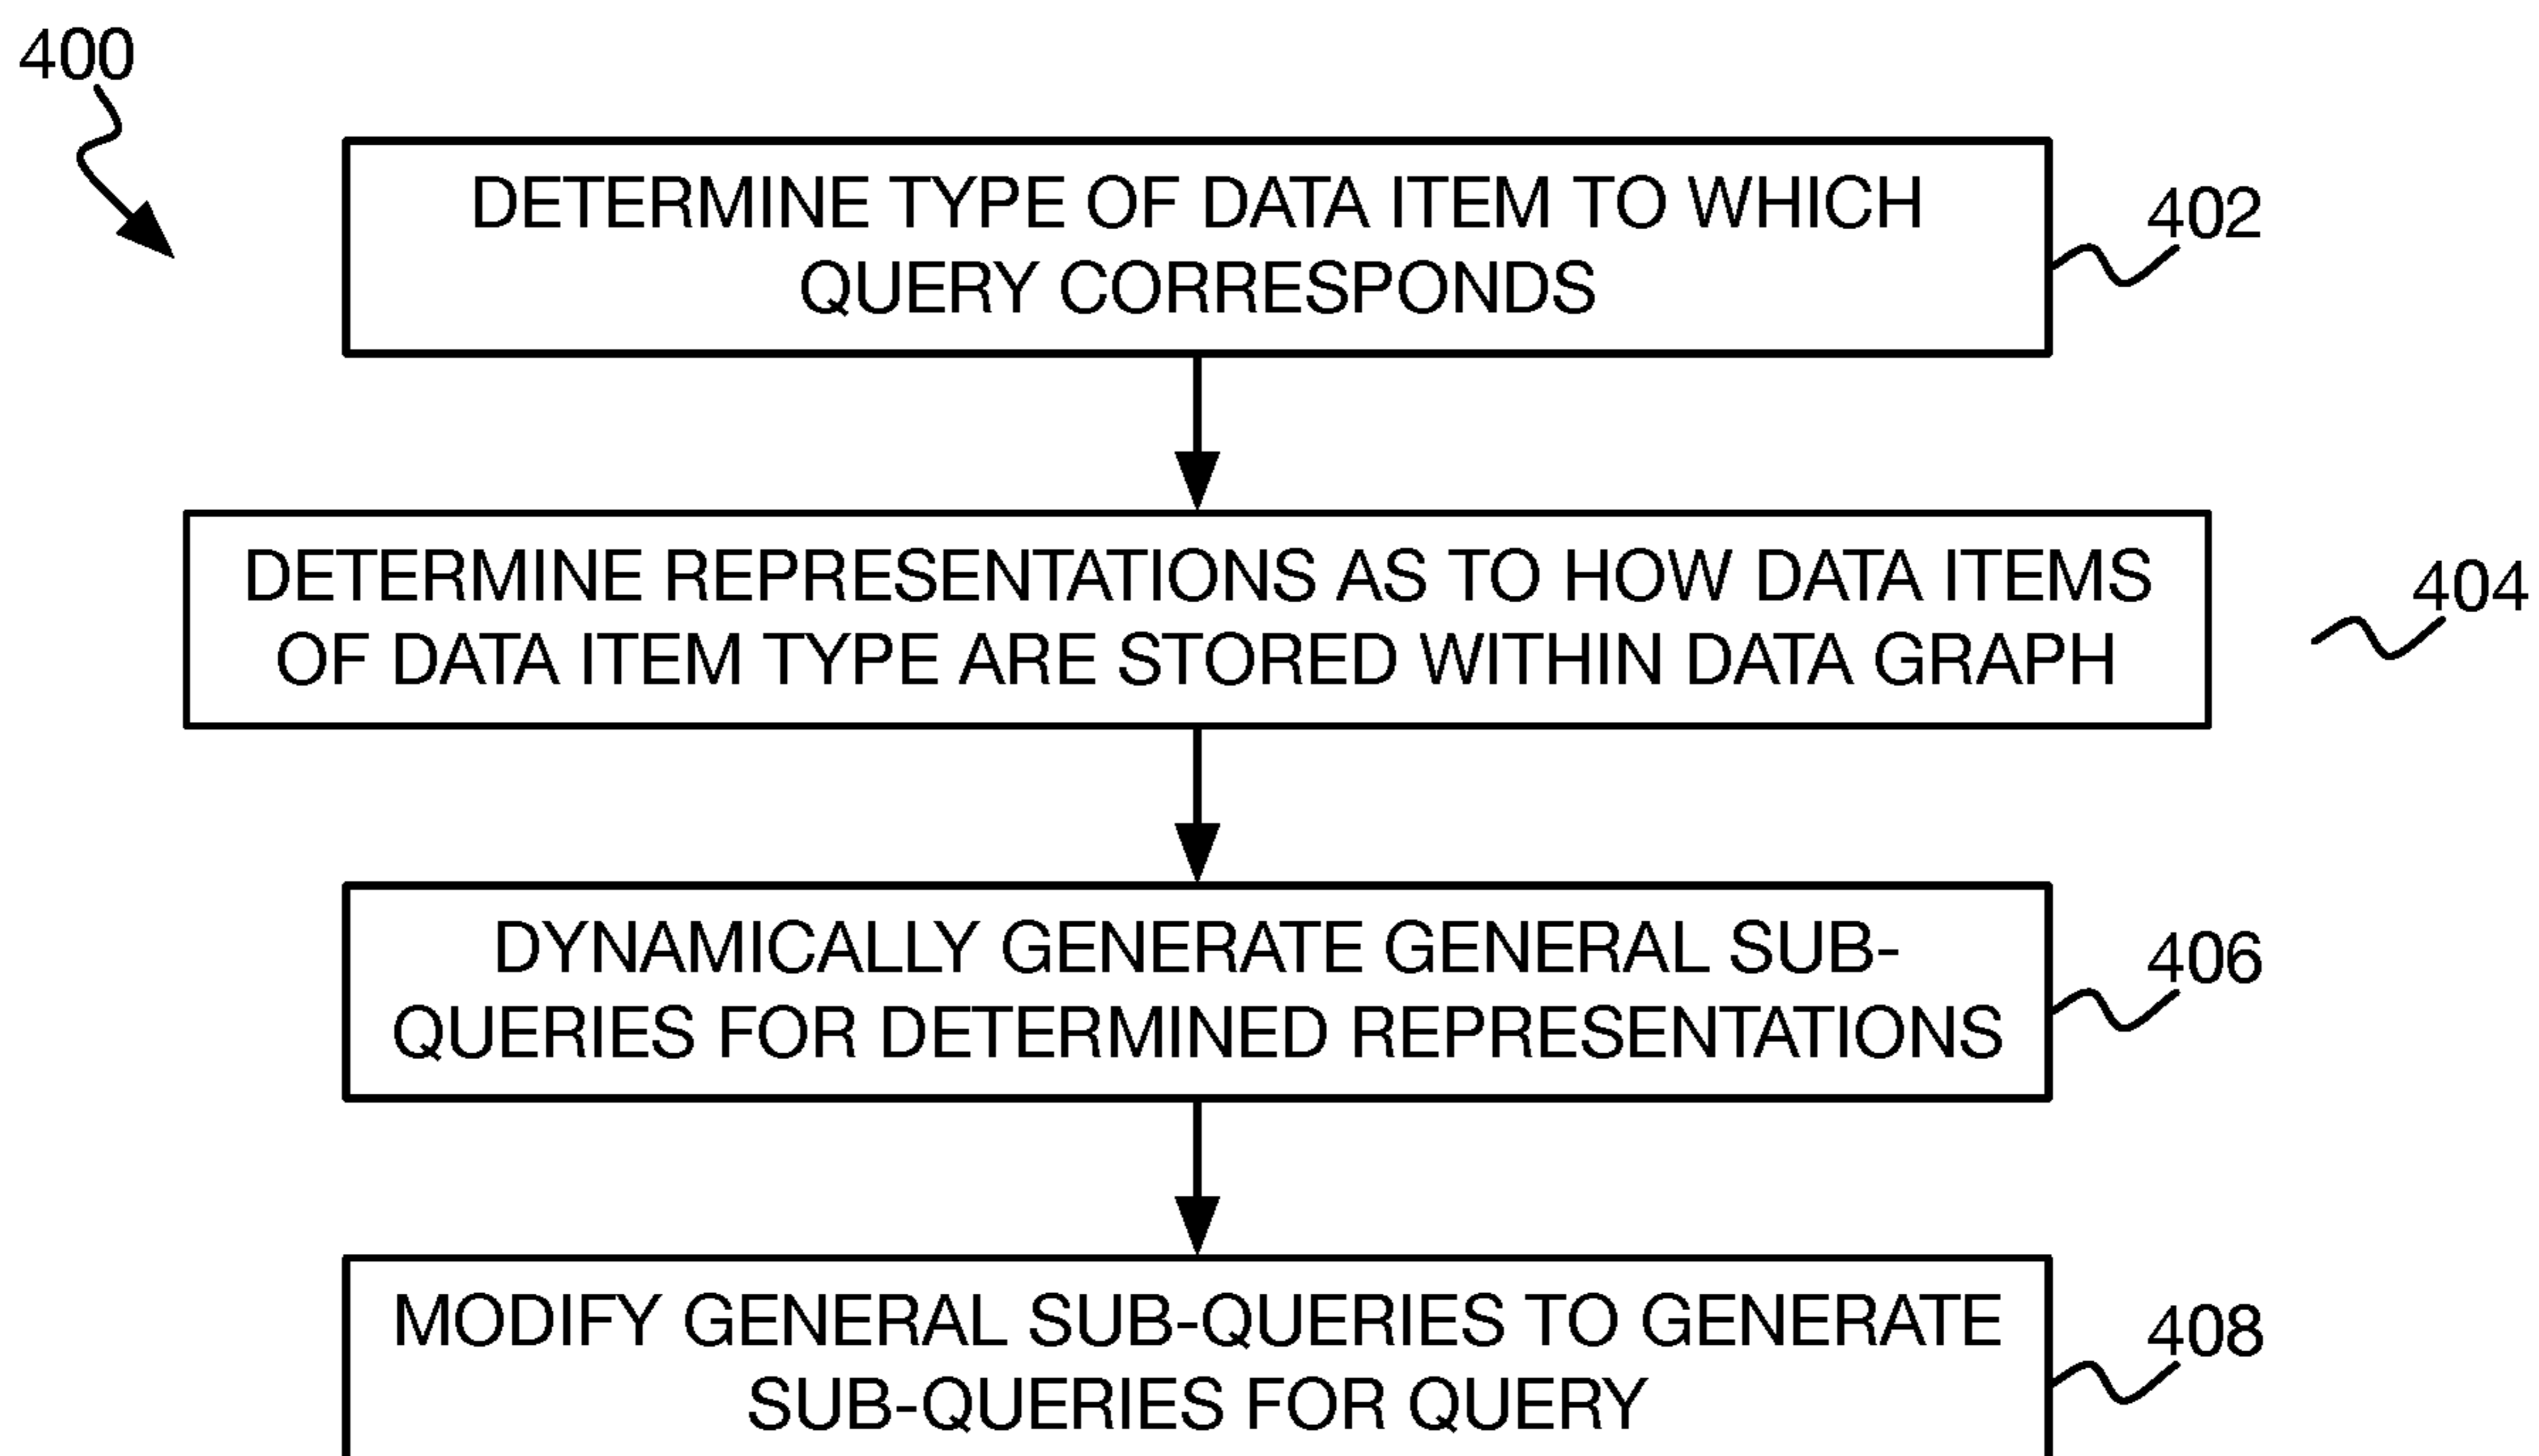 400
DETERMINE TYPE OF DATA ITEM TO WHICH
QUERY CORRESPONDS
402
DETERMINE REPRESENTATIONS AS TO HOW DATA ITEMS
OF DATA ITEM TYPE ARE STORED WITHIN DATA GRAPH
404
DYNAMICALLY GENERATE GENERAL SUB-
QUERIES FOR DETERMINED REPRESENTATIONS
406
MODIFY GENERAL SUB-QUERIES TO GENERATE
SUB-QUERIES FOR QUERY
408